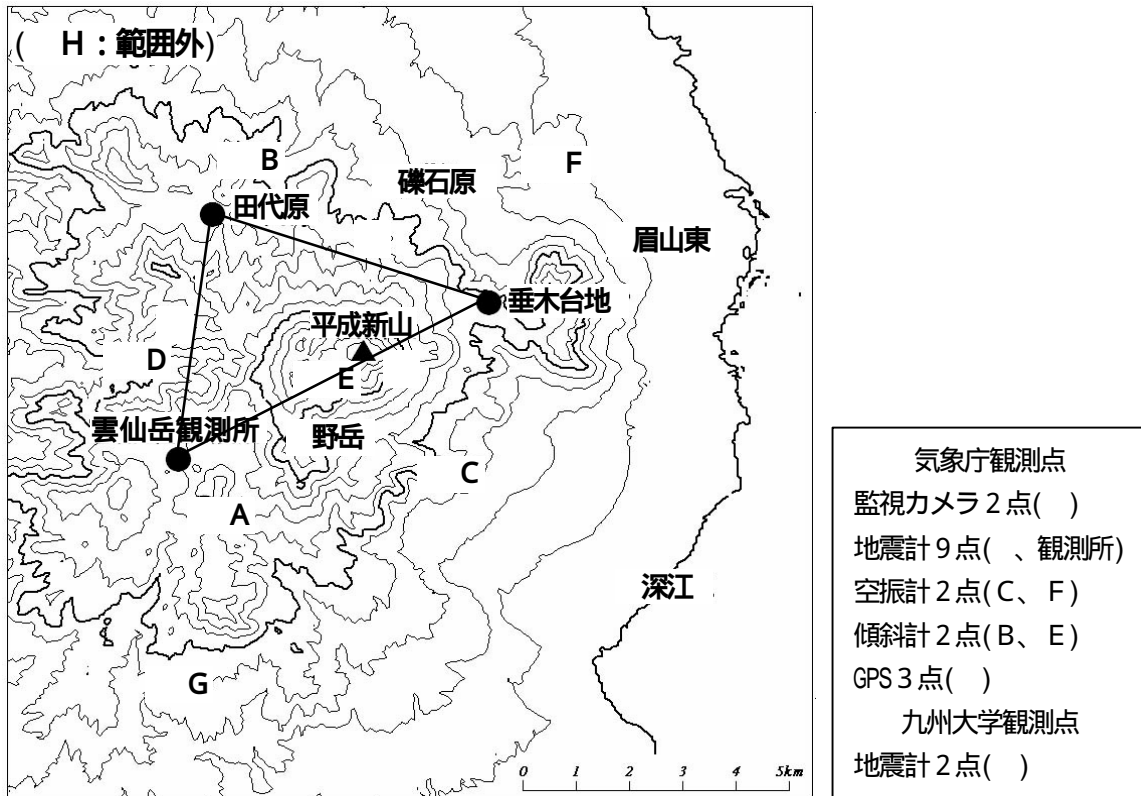 ( H：範囲外)
B
F
礫石原
田代原
眉山東
垂木台地
平成新山
D
E
雲仙岳観測所
野岳
C
A
深江
G
0 1 2 3 4 5km
気象庁観測点
監視カメラ２点( )
地震計９点( 、観測所)
空振計２点(Ｃ、Ｆ)
傾斜計２点(Ｂ、Ｅ)
GPS３点( )
九州大学観測点
地震計２点( )